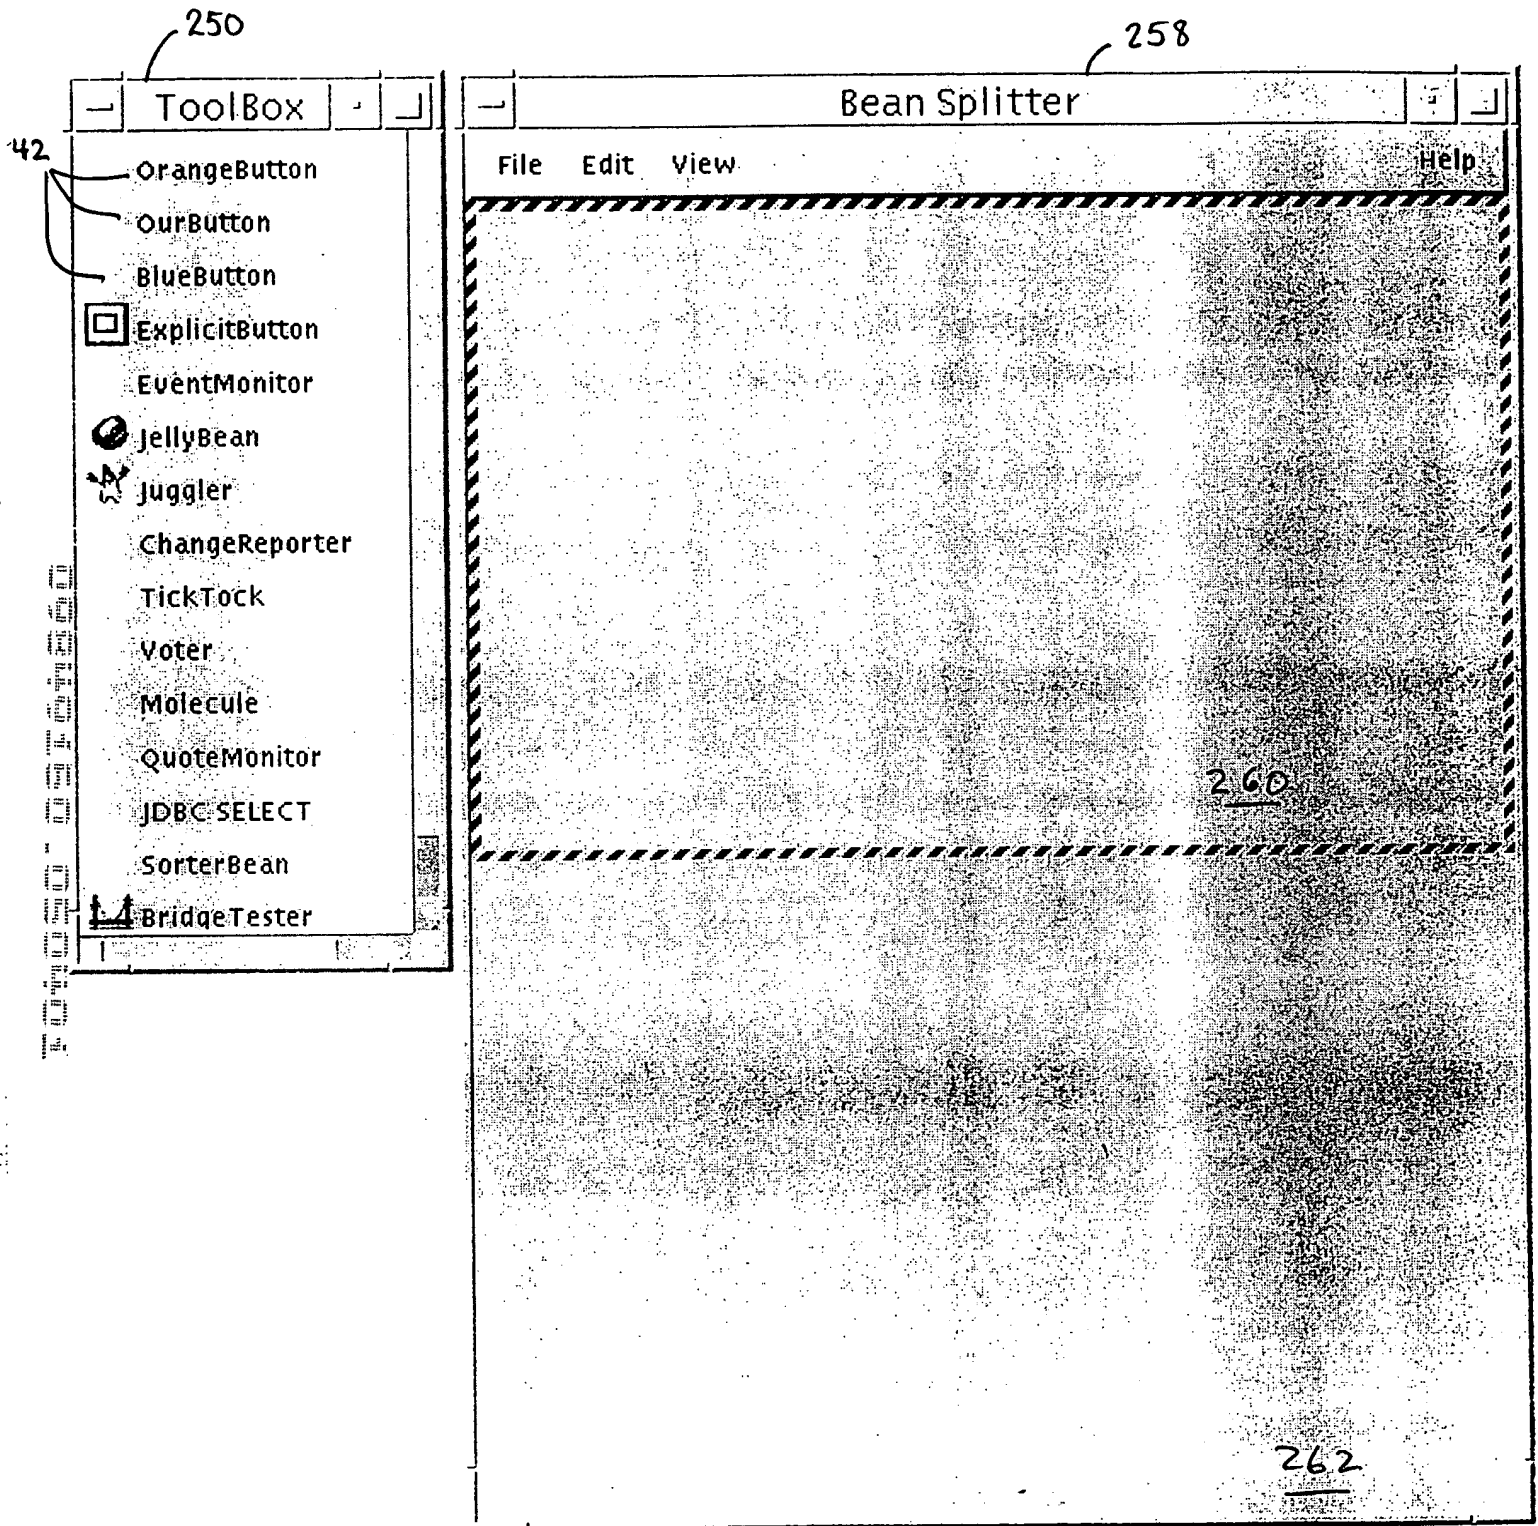 250
258
ToolBox
Bean Splitter
42
File Edit View Help
OrangeButton
OurButton
BlueButton
ExplicitButton
EventMonitor
JellyBean
Juggler
ChangeReporter
TickTock
Voter
Molecule
QuoteMonitor
JDBC SELECT
SorterBean
BridgeTester
260
262